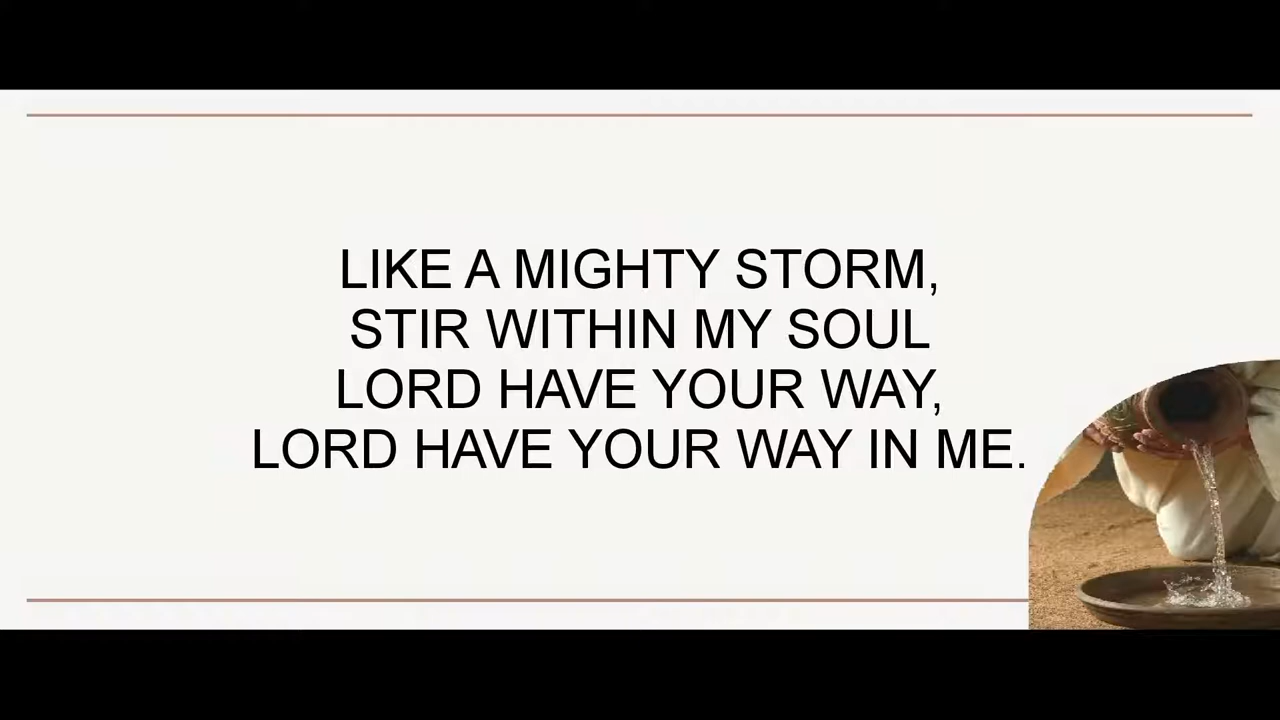 LIKE A MIGHTY STORM,
STIR WITHIN MY SOUL
LORD HAVE YOUR WAY,
LORD HAVE YOUR WAY IN ME.